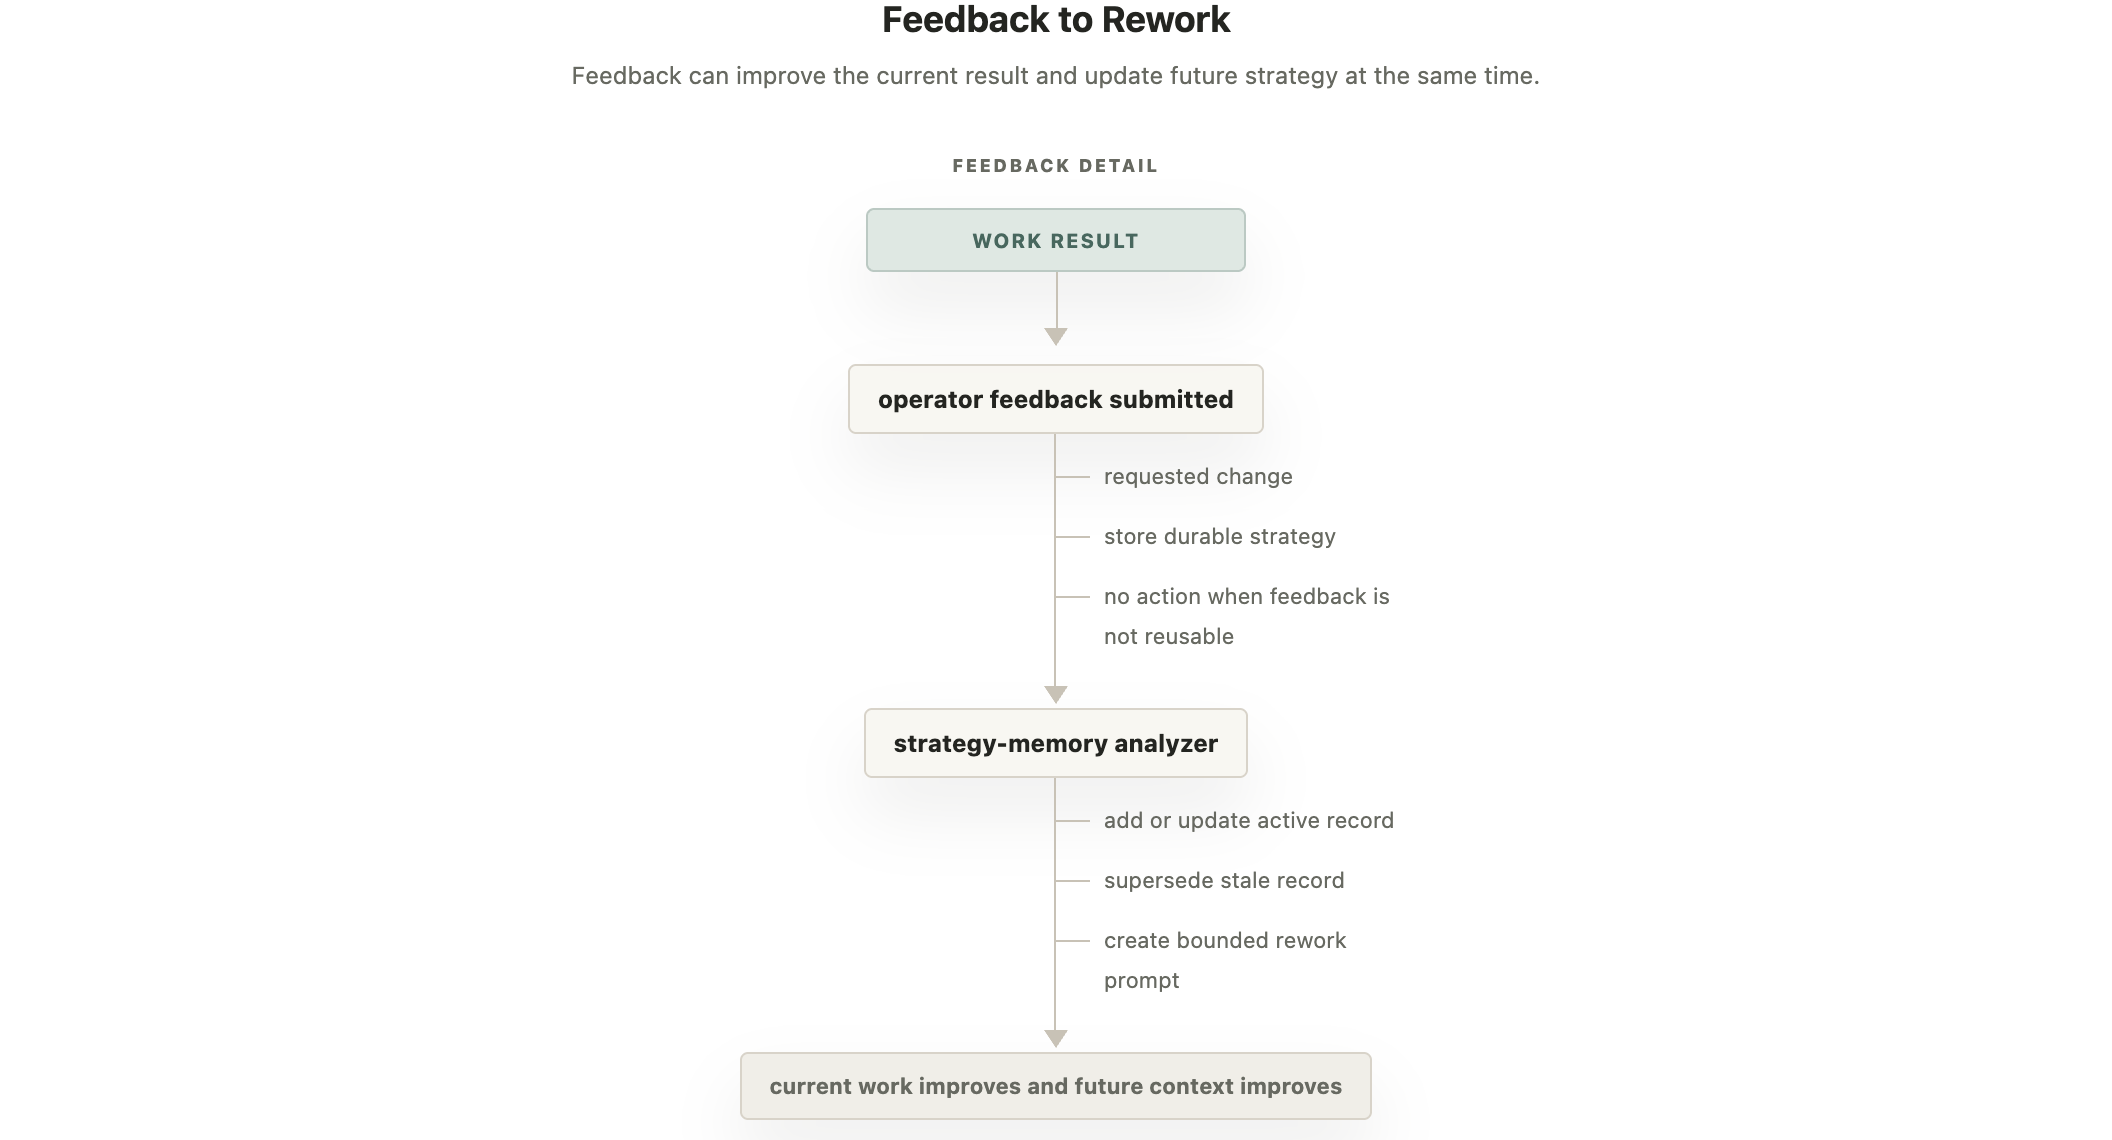 Feedback to Rework
Feedback can improve the current result and update future strategy at the same time.
FEEDBACK DETAIL
WORK RESULT
operator feedback submitted
requested change
store durable strategy
no action when feedback is
not reusable
strategy-memory analyzer
add or update active record
supersede stale record
create bounded rework
prompt
current work improves and future context improves